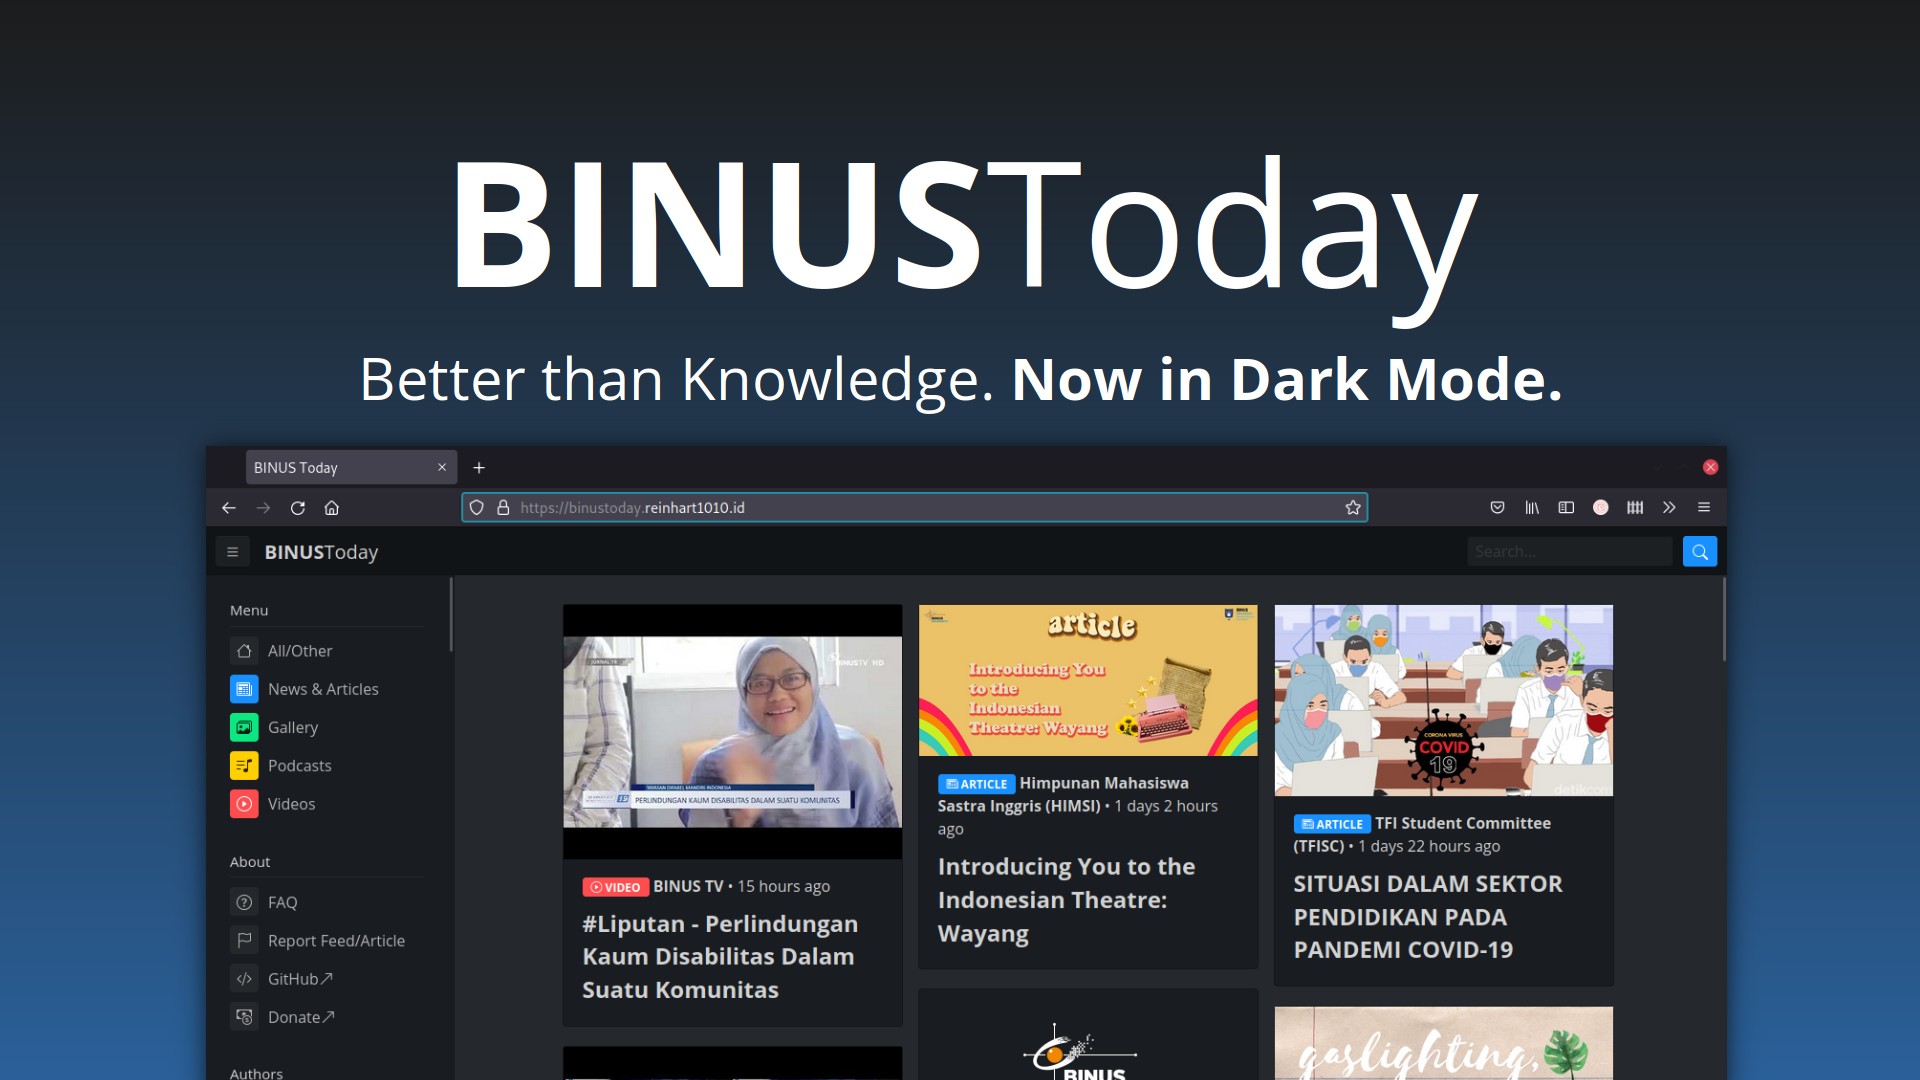 BINUSToday
Better than Knowledge. Now in Dark Mode.
BINUS Today
https://binustoday.reinhart1010.id
BINUSToday
Search...
Menu
All/Other
News & Articles
Gallery
Podcasts
Videos
About
FAQ
Report Feed/Article
GitHub
Donate
Authors
JURNAL 19
BINUSTV HD
PERLINDUNGAN KAUM DISABILITAS DALAM SUATU KOMUNITAS
VIDEO BINUS TV • 15 hours ago
#Liputan - Perlindungan
Kaum Disabilitas Dalam
Suatu Komunitas
article
Introducing You
to the
Indonesian
Theatre: Wayang
ARTICLE Himpunan Mahasiswa
Sastra Inggris (HIMSI) • 1 days 2 hours
ago
Introducing You to the
Indonesian Theatre:
Wayang
BINUS
CORONA VIRUS
COVID
19
detikcom
ARTICLE TFI Student Committee
(TFISC) • 1 days 22 hours ago
SITUASI DALAM SEKTOR
PENDIDIKAN PADA
PANDEMI COVID-19
gaslighting,